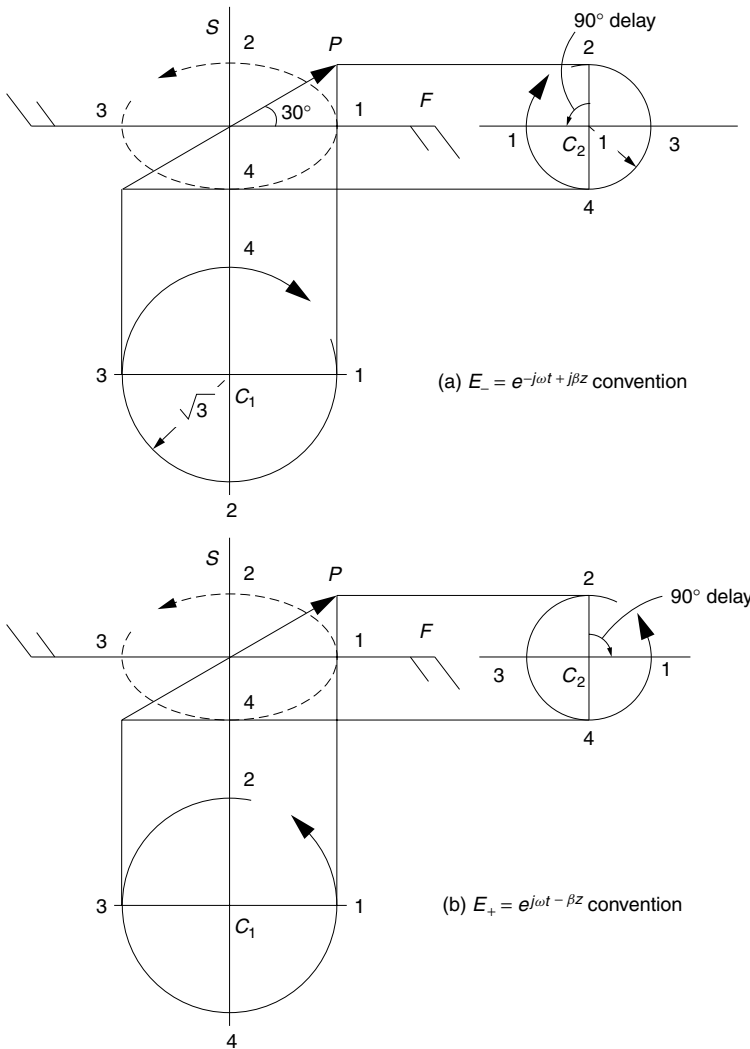 S
2
P
90° delay
2
3
30°
1
F
1
C₂
1
3
4
4
4
3
1
√3
C₁
(a) E₋ = e^{-jωt + jβz} convention
2
S
2
P
2
90° delay
3
1
F
3
C₂
1
4
4
2
3
1
C₁
(b) E₊ = e^{jωt – βz} convention
4